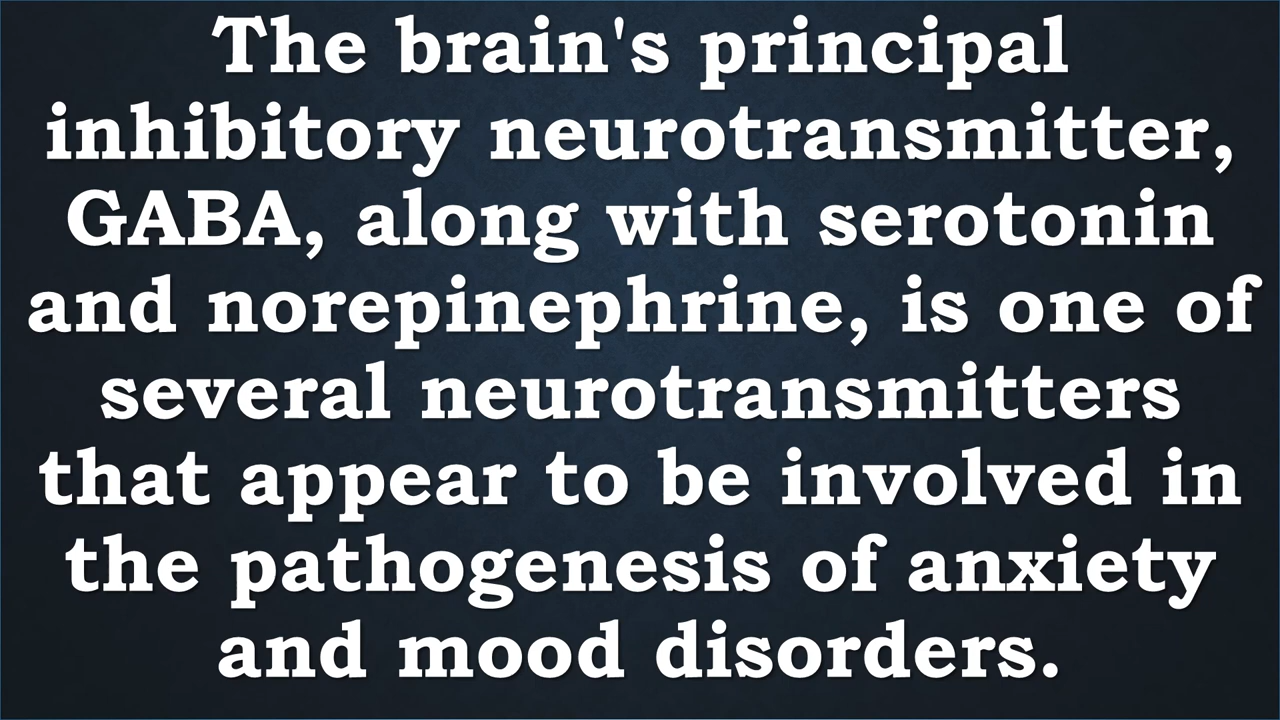 The brain's principal
inhibitory neurotransmitter,
GABA, along with serotonin
and norepinephrine, is one of
several neurotransmitters
that appear to be involved in
the pathogenesis of anxiety
and mood disorders.